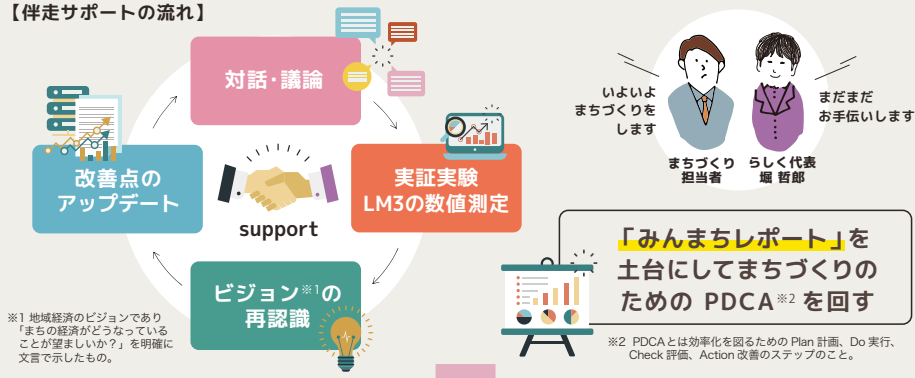 【伴走サポートの流れ】
対話・議論
改善点の
アップデート
実証実験
LM3の数値測定
support
ビジョン※1の
再認識
※1 地域経済のビジョンであり
「まちの経済がどうなっている
ことが望ましいか？」を明確に
文言で示したもの。
いよいよ
まちづくりを
します
まだまだ
お手伝いします
まちづくり
担当者
らしく代表
堀 哲郎
「みんまちレポート」を
土台にしてまちづくりの
ための PDCA※2 を回す
※2 PDCAとは効率化を図るための Plan 計画、Do 実行、
Check 評価、Action 改善のステップのこと。